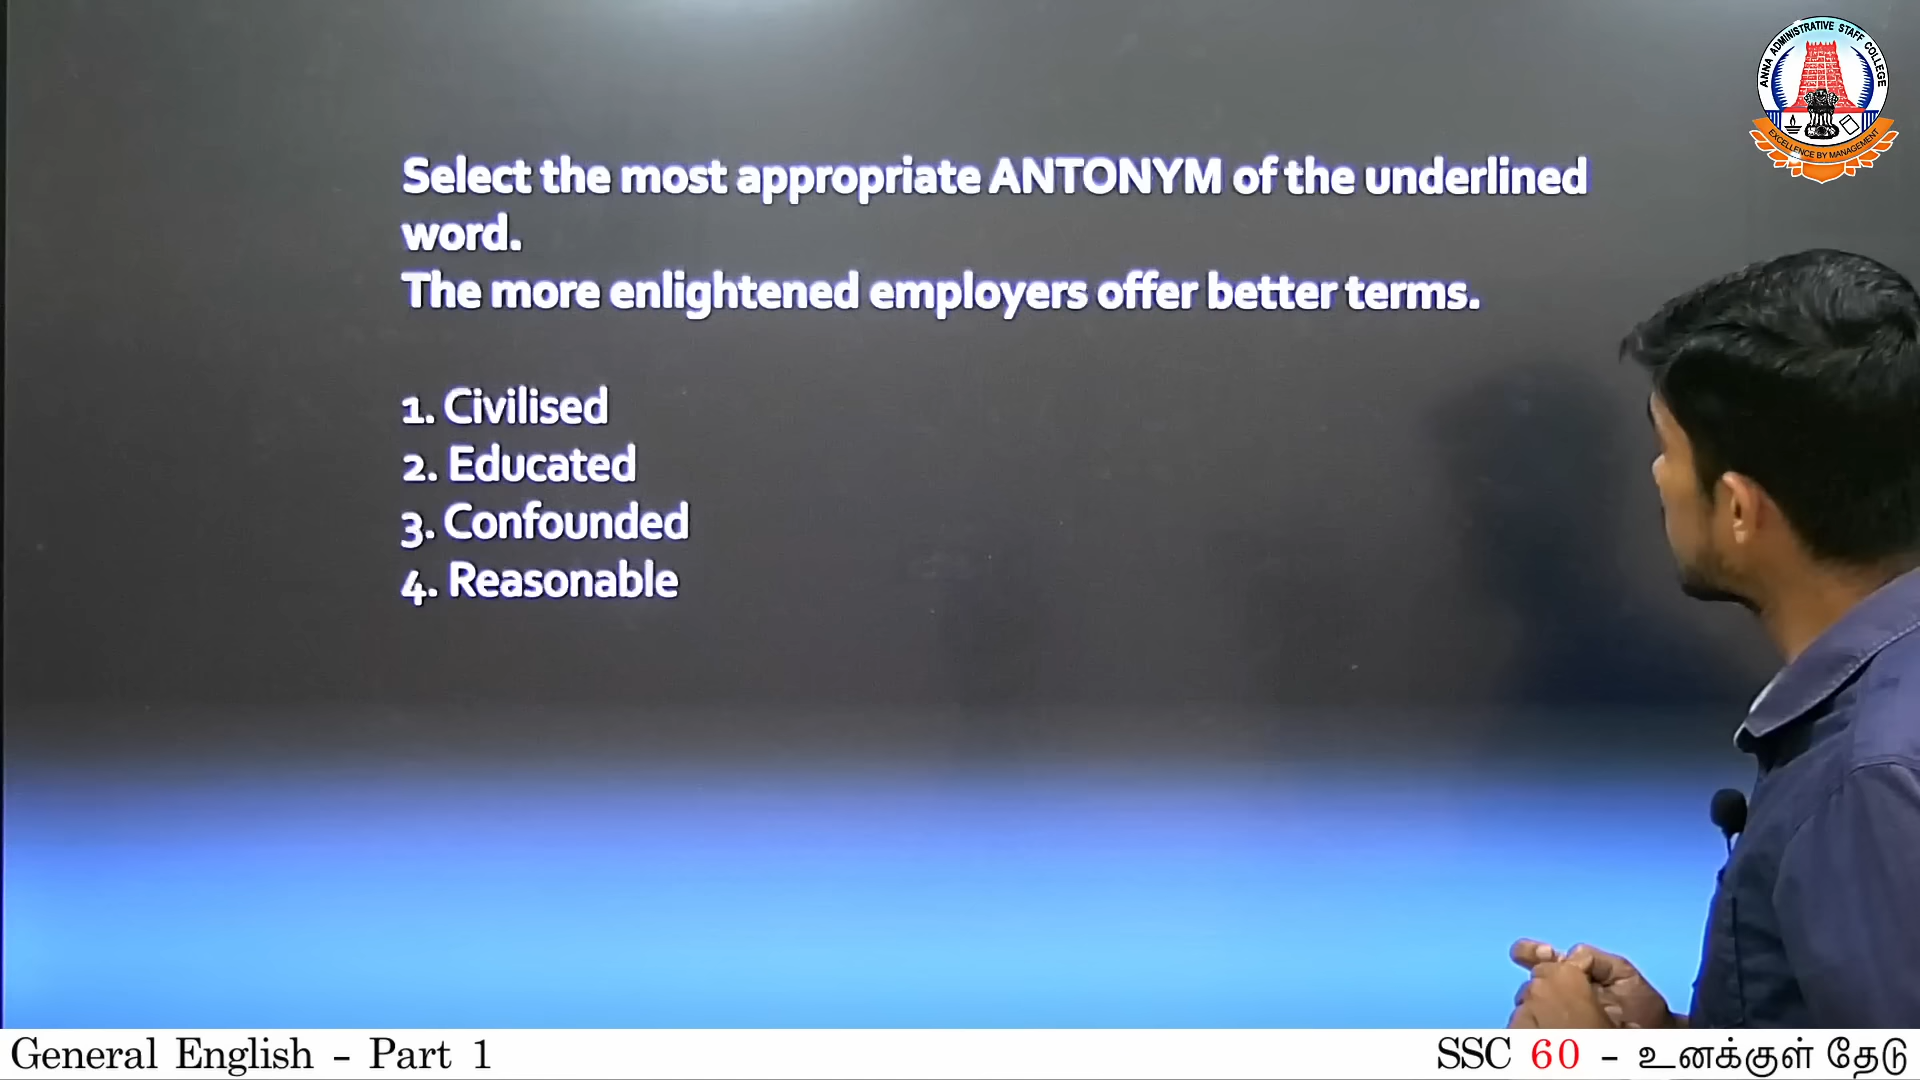 ANNA ADMINISTRATIVE STAFF COLLEGE
EXCELLENCE BY MANAGEMENT
Select the most appropriate ANTONYM of the underlined
word.
The more enlightened employers offer better terms.
1. Civilised
2. Educated
3. Confounded
4. Reasonable
General English - Part 1
SSC 60 - உனக்குள் தேடு